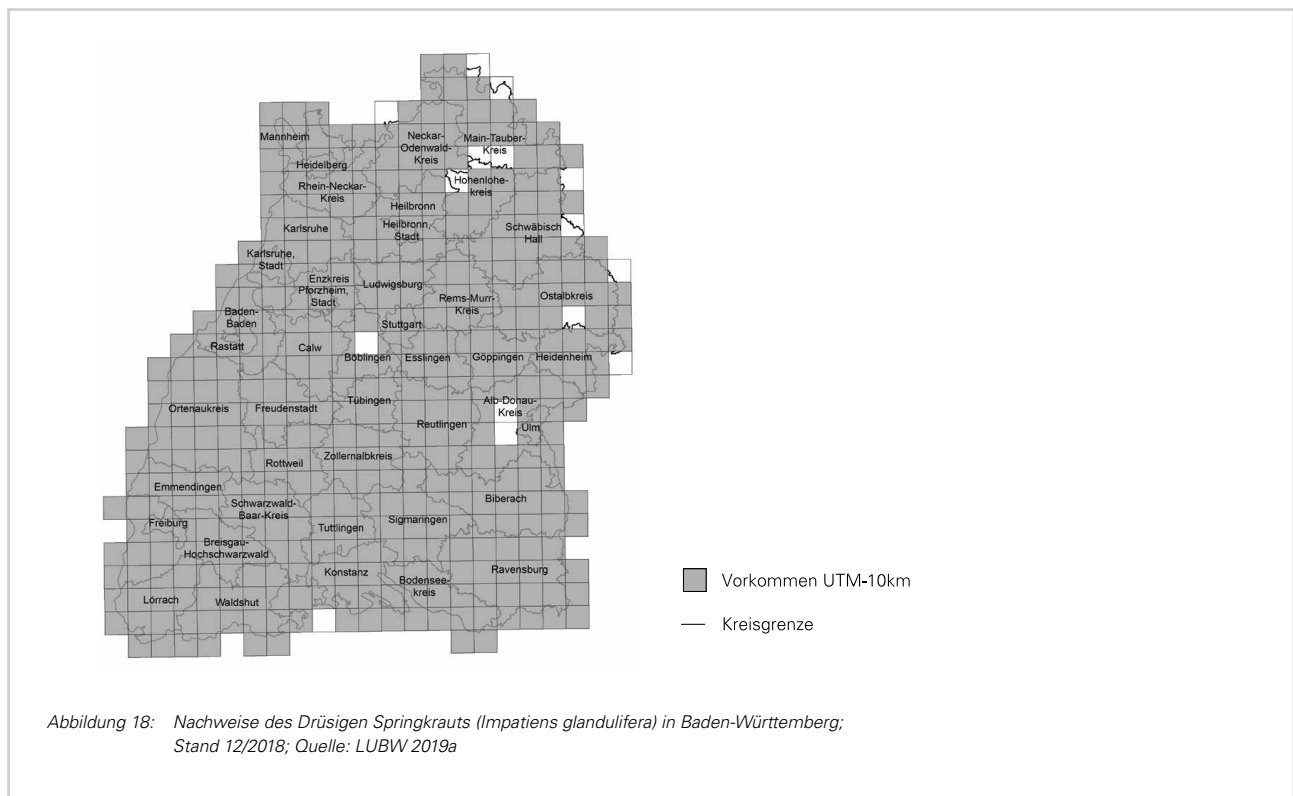 Mannheim
Neckar-
Odenwald-
Kreis
Main-Tauber-
Kreis
Heidelberg
Rhein-Neckar-
Kreis
Hohenlohe-
kreis
Heilbronn
Heilbronn,
Stadt
Karlsruhe
Schwäbisch
Hall
Karlsruhe,
Stadt
Enzkreis
Pforzheim,
Stadt
Ludwigsburg
Rems-Murr-
Kreis
Ostalbkreis
Baden-
Baden
Stuttgart
Rastatt
Calw
Böblingen
Esslingen
Göppingen
Heidenheim
Tübingen
Alb-Donau-
Kreis
Ortenaukreis
Freudenstadt
Reutlingen
Ulm
Rottweil
Zollernalbkreis
Emmendingen
Schwarzwald-
Baar-Kreis
Biberach
Freiburg
Tuttlingen
Sigmaringen
Breisgau-
Hochschwarzwald
Konstanz
Bodensee-
kreis
Ravensburg
Lörrach
Waldshut
Vorkommen UTM-10km
Kreisgrenze
Abbildung 18: Nachweise des Drüsigen Springkrauts (Impatiens glandulifera) in Baden-Württemberg;
Stand 12/2018; Quelle: LUBW 2019a